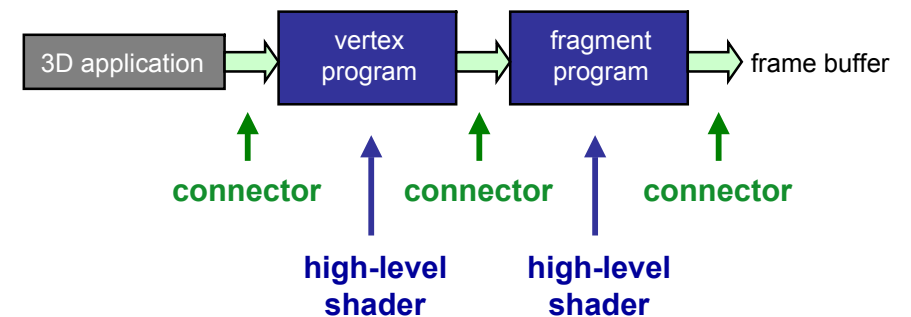 3D application
vertex
program
fragment
program
frame buffer
connector
connector
connector
high-level
shader
high-level
shader